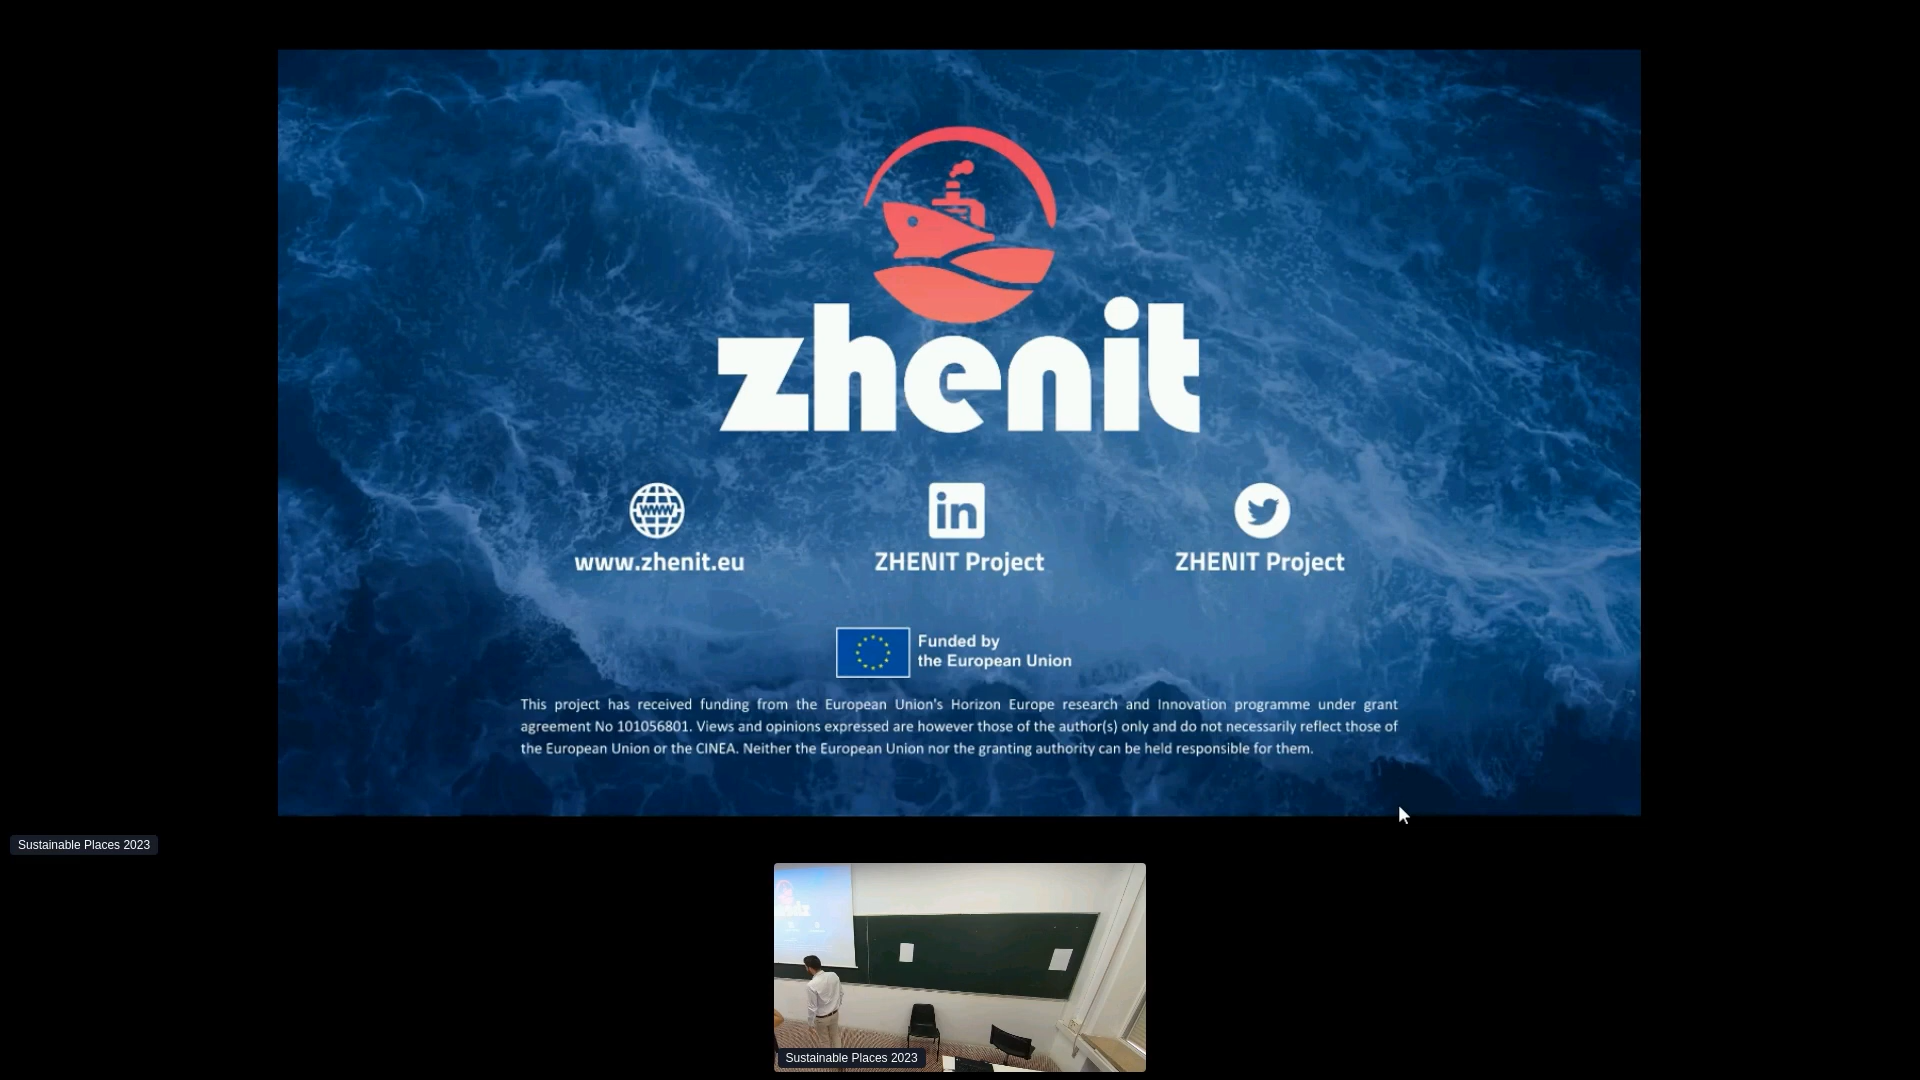 zhenit
www
in
www.zhenit.eu
ZHENIT Project
ZHENIT Project
Funded by
the European Union
This project has received funding from the European Union's Horizon Europe research and Innovation programme under grant
agreement No 101056801. Views and opinions expressed are however those of the author(s) only and do not necessarily reflect those of
the European Union or the CINEA. Neither the European Union nor the granting authority can be held responsible for them.
Sustainable Places 2023
Sustainable Places 2023